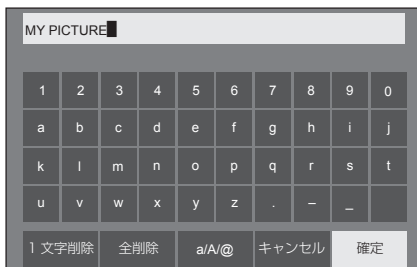 MY PICTURE
1 2 3 4 5 6 7 8 9 0
a b c d e f g h i j
k l m n o p q r s t
u v w x y z . – _
1文字削除 全削除 a/A/@ キャンセル 確定